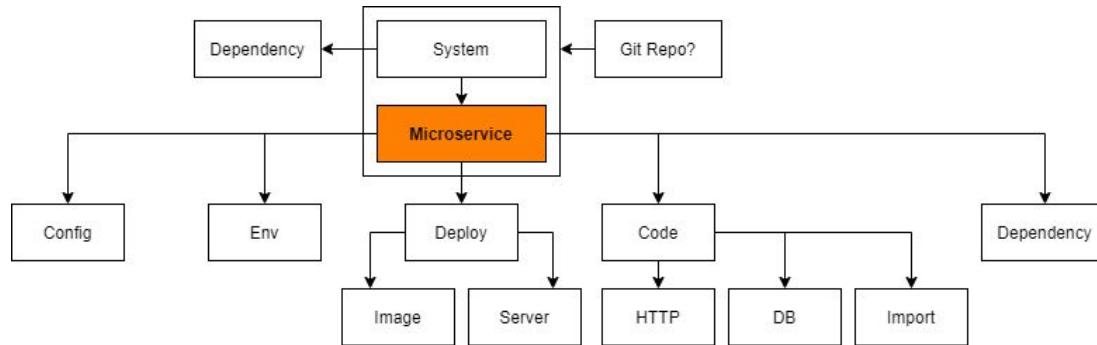 Dependency
System
Git Repo?
Microservice
Config
Env
Deploy
Code
Dependency
Image
Server
HTTP
DB
Import